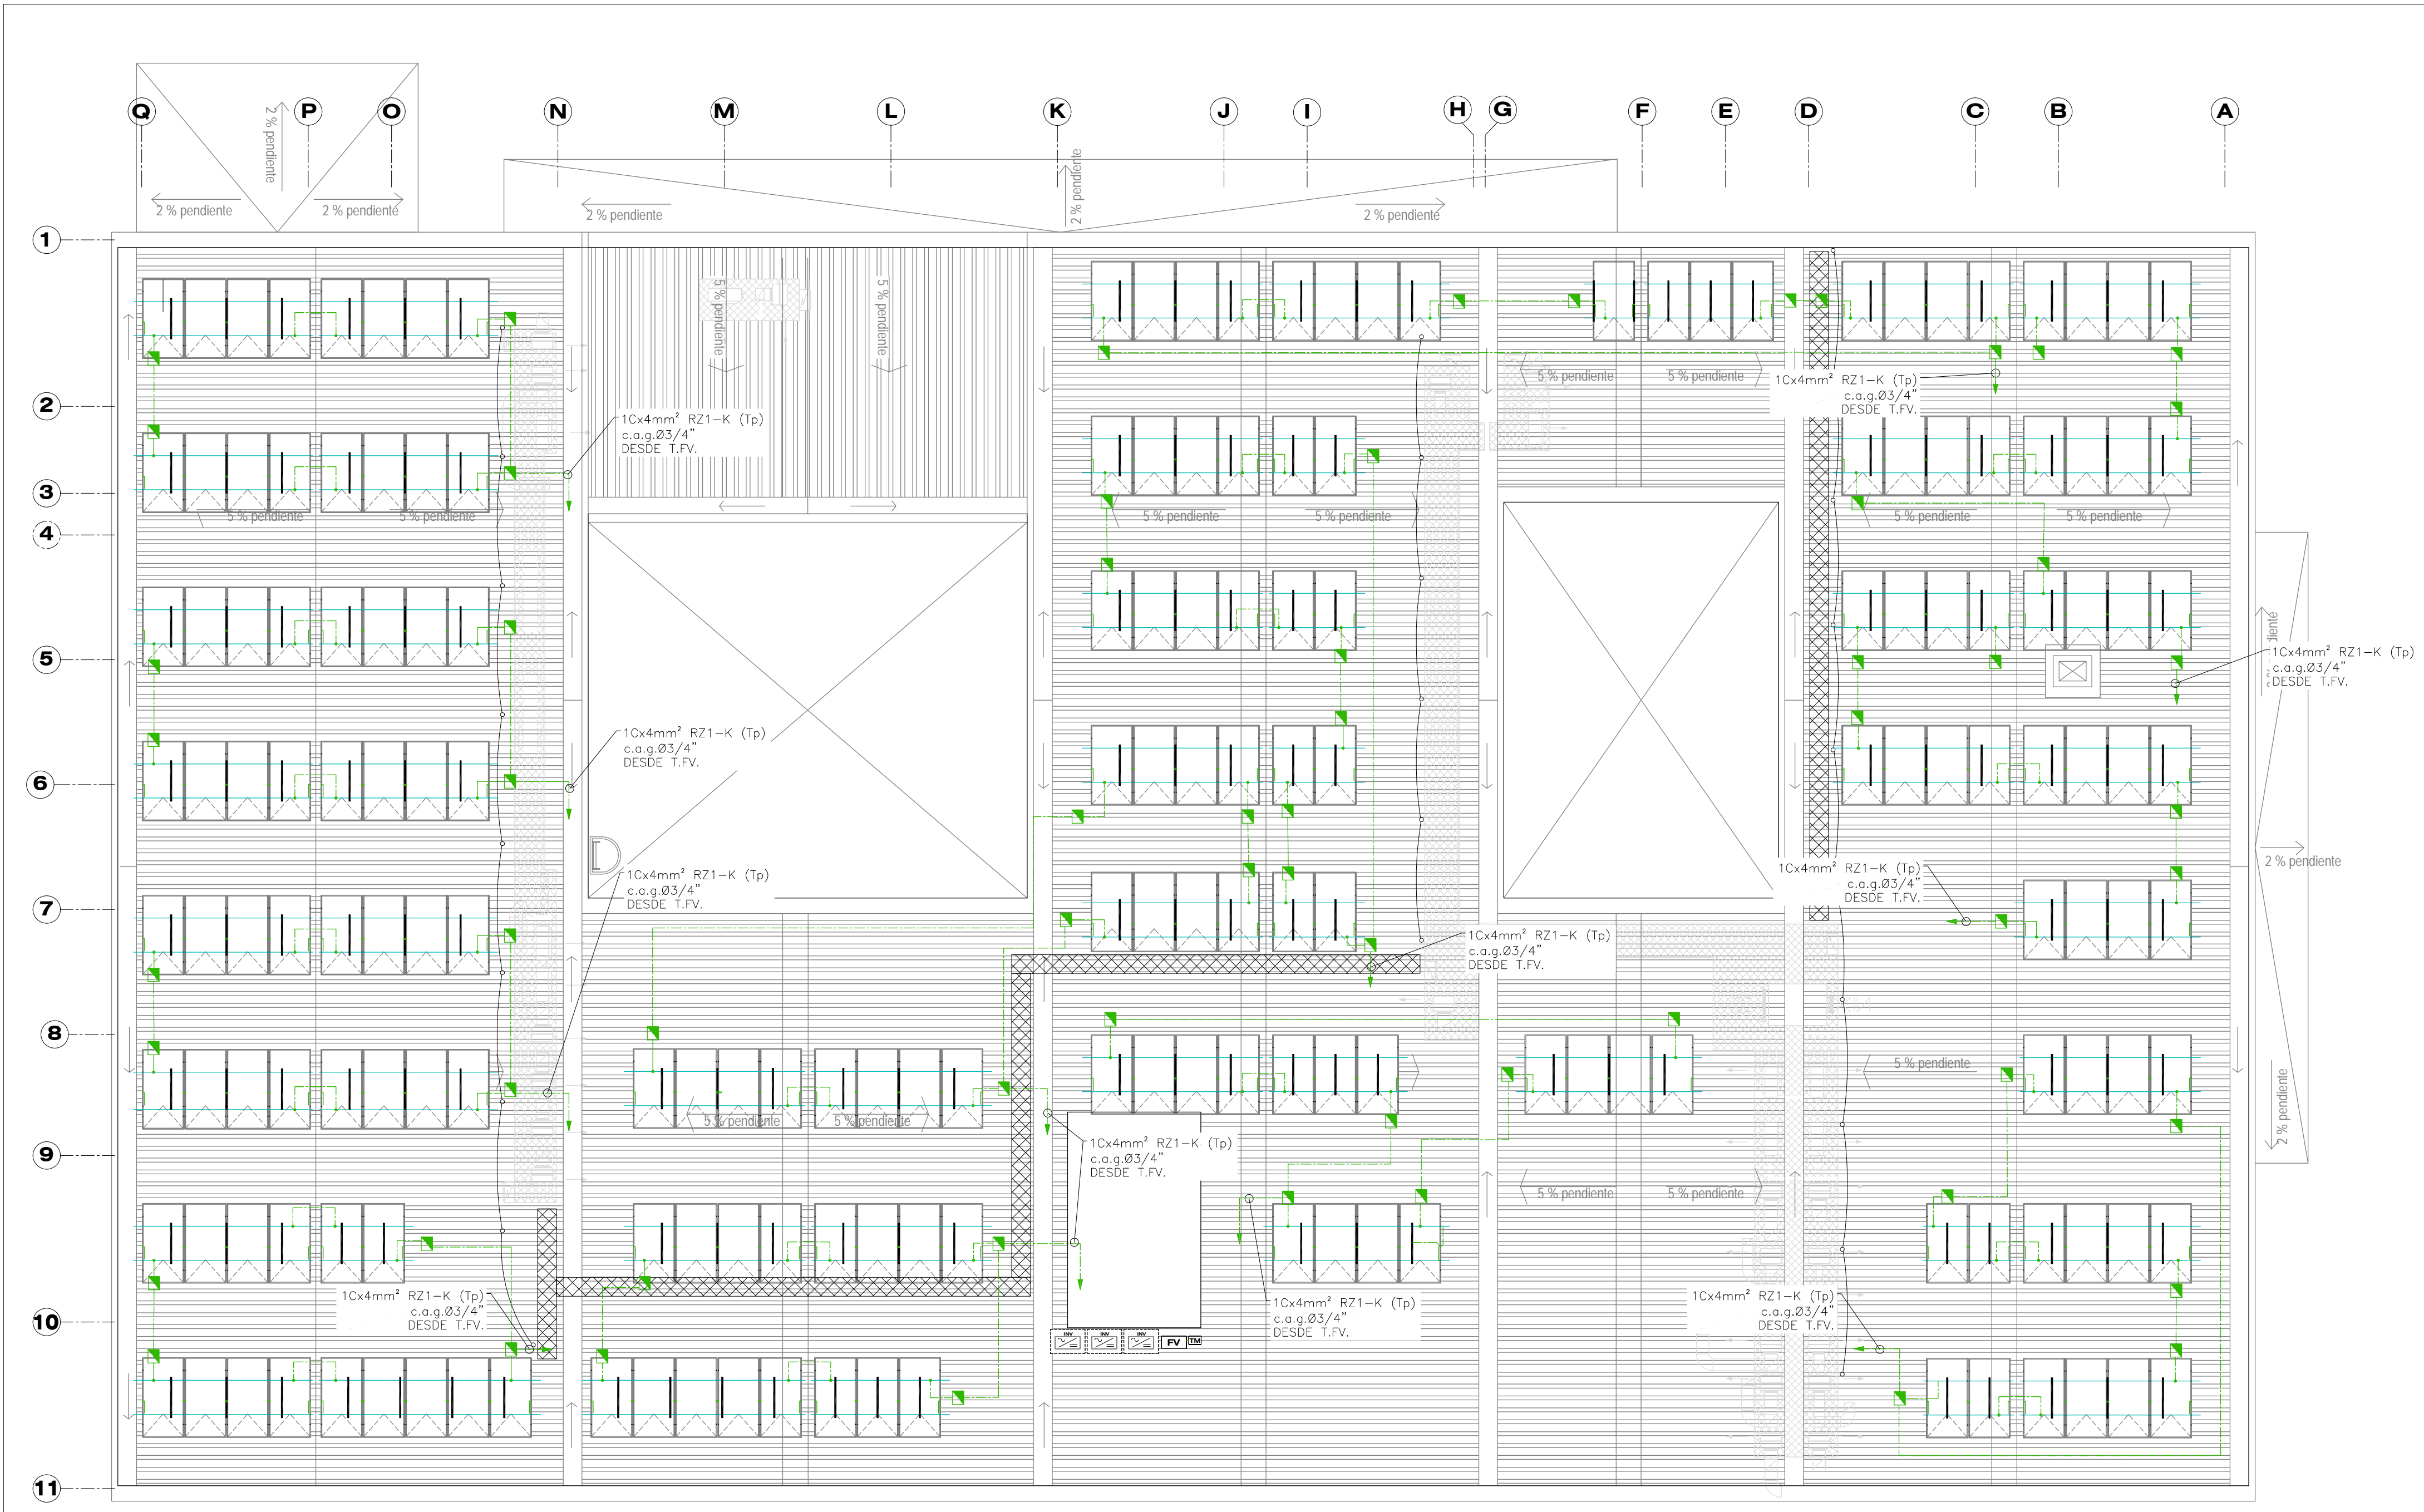 Q P O N M L K J I H G F E D C B A
2 % pendiente
2 % pendiente
2 % pendiente
2 % pendiente
2 % pendiente
2 % pendiente
1
5 % pendiente
5 % pendiente
2
1Cx4mm² RZ1-K (Tp)
c.a.g.Ø3/4"
DESDE T.FV.
5 % pendiente
5 % pendiente
1Cx4mm² RZ1-K (Tp)
c.a.g.Ø3/4"
DESDE T.FV.
3
5 % pendiente
5 % pendiente
5 % pendiente
5 % pendiente
5 % pendiente
5 % pendiente
4
5
1Cx4mm² RZ1-K (Tp)
c.a.g.Ø3/4"
DESDE T.FV.
6
1Cx4mm² RZ1-K (Tp)
c.a.g.Ø3/4"
DESDE T.FV.
1Cx4mm² RZ1-K (Tp)
c.a.g.Ø3/4"
DESDE T.FV.
1Cx4mm² RZ1-K (Tp)
c.a.g.Ø3/4"
DESDE T.FV.
2 % pendiente
7
1Cx4mm² RZ1-K (Tp)
c.a.g.Ø3/4"
DESDE T.FV.
8
5 % pendiente
5 % pendiente
5 % pendiente
2 % pendiente
9
1Cx4mm² RZ1-K (Tp)
c.a.g.Ø3/4"
DESDE T.FV.
5 % pendiente
5 % pendiente
10
1Cx4mm² RZ1-K (Tp)
c.a.g.Ø3/4"
DESDE T.FV.
1Cx4mm² RZ1-K (Tp)
c.a.g.Ø3/4"
DESDE T.FV.
1Cx4mm² RZ1-K (Tp)
c.a.g.Ø3/4"
DESDE T.FV.
INV INV INV FV TM
11